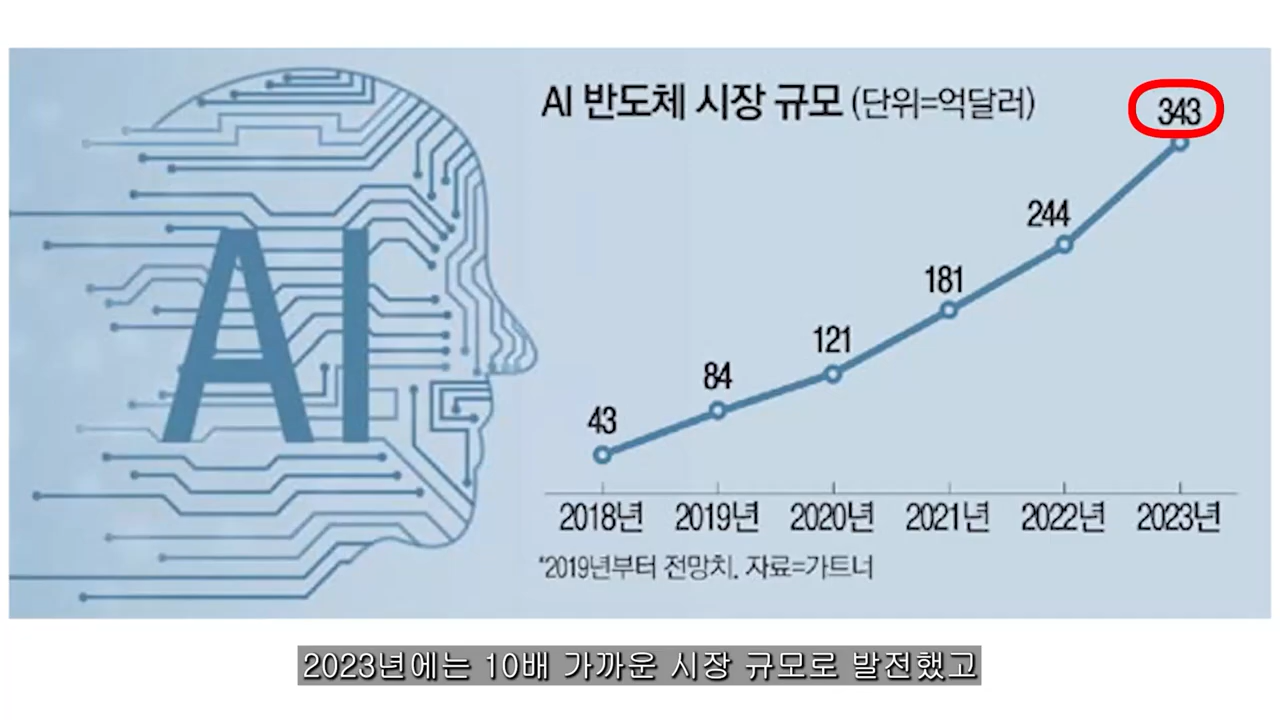 AI
AI 반도체 시장 규모 (단위=억달러)
343
244
181
121
84
43
2018년 2019년 2020년 2021년 2022년 2023년
*2019년부터 전망치. 자료=가트너
2023년에는 10배 가까운 시장 규모로 발전했고